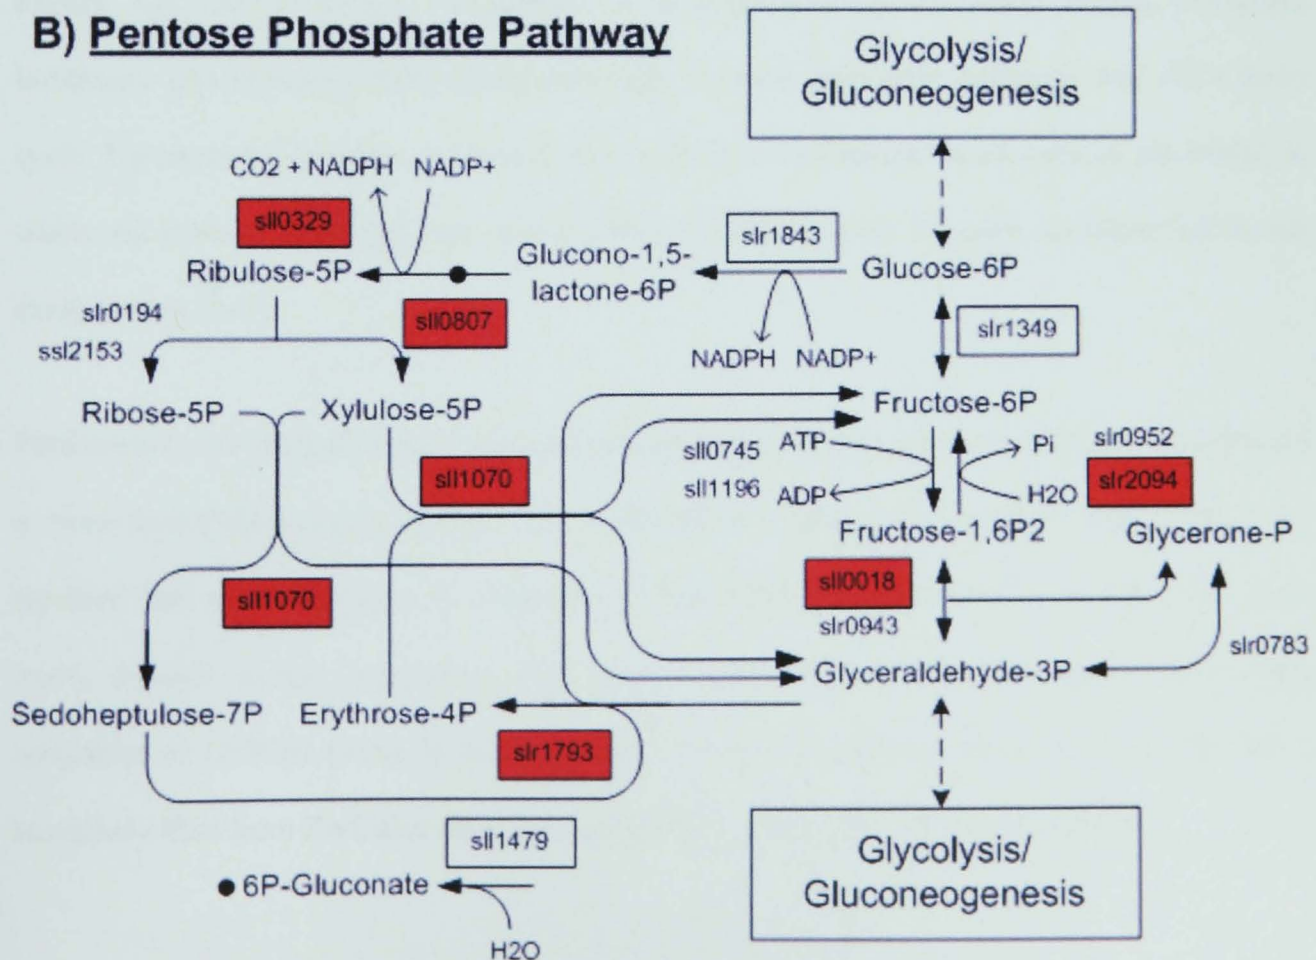 B) Pentose Phosphate Pathway
Glycolysis/
Gluconeogenesis
CO2 + NADPH NADP+
sll0329
slr1843
Ribulose-5P
Glucono-1,5-
lactone-6P
Glucose-6P
slr0194
ssl2153
sll0807
NADPH NADP+
slr1349
Ribose-5P
Xylulose-5P
Fructose-6P
sll0745
sll1196
ATP
ADP
Pi
H2O
slr0952
slr2094
sll1070
Fructose-1,6P2
Glycerone-P
sll1070
sll0018
slr0943
slr0783
Glyceraldehyde-3P
Sedoheptulose-7P
Erythrose-4P
slr1793
sll1479
6P-Gluconate
H2O
Glycolysis/
Gluconeogenesis